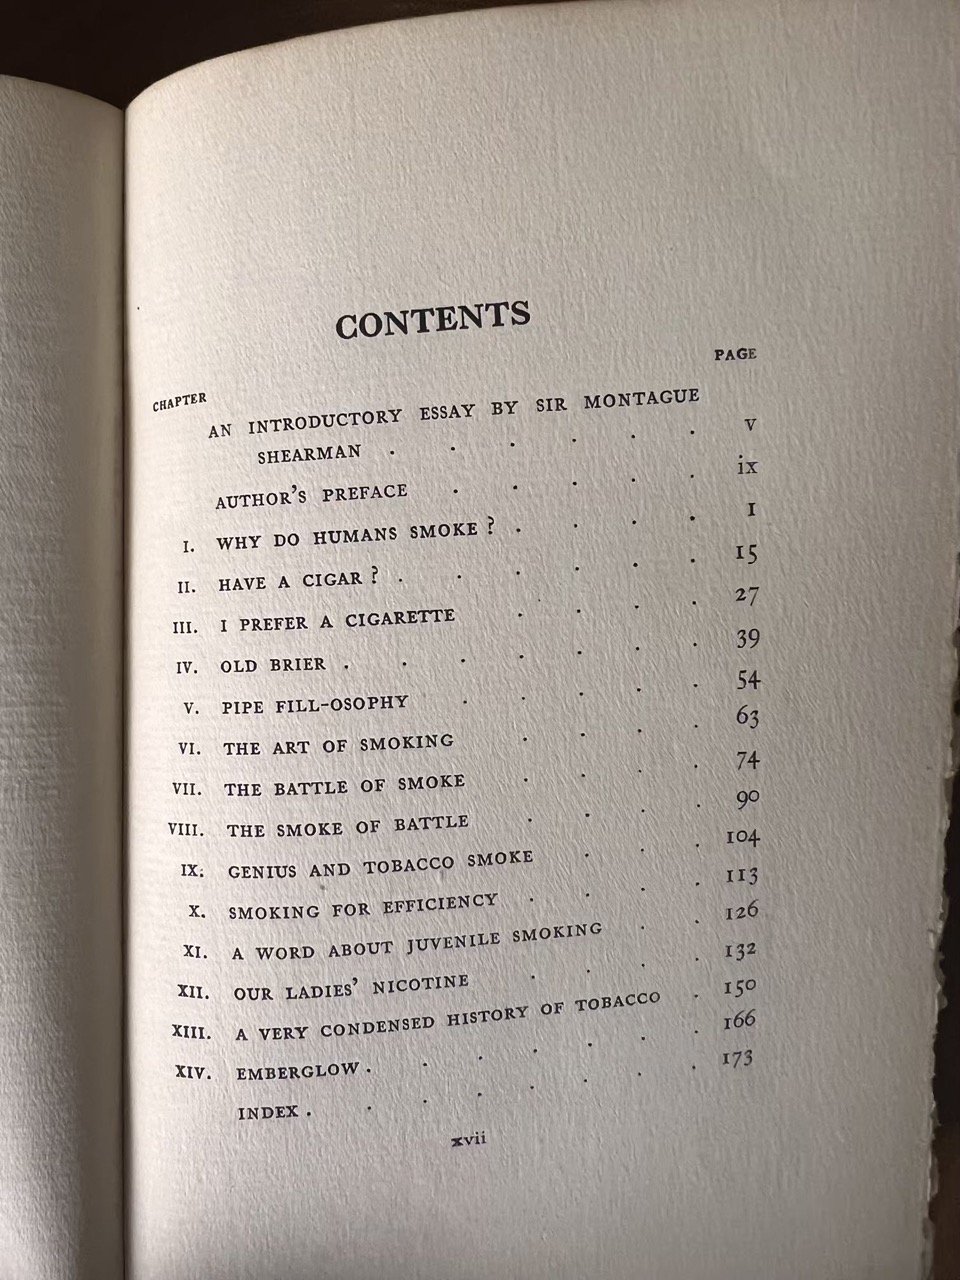 CONTENTS
CHAPTER PAGE
AN INTRODUCTORY ESSAY BY SIR MONTAGUE
SHEARMAN . . . . . . v
AUTHOR'S PREFACE . . . . . ix
I. WHY DO HUMANS SMOKE? . . . . 1
II. HAVE A CIGAR? . . . . . . 15
III. I PREFER A CIGARETTE . . . . 27
IV. OLD BRIER . . . . . . . 39
V. PIPE FILL-OSOPHY . . . . . 54
VI. THE ART OF SMOKING . . . . 63
VII. THE BATTLE OF SMOKE . . . . 74
VIII. THE SMOKE OF BATTLE . . . . 90
IX. GENIUS AND TOBACCO SMOKE . . . 104
X. SMOKING FOR EFFICIENCY . . . . 113
XI. A WORD ABOUT JUVENILE SMOKING . . 126
XII. OUR LADIES' NICOTINE . . . . 132
XIII. A VERY CONDENSED HISTORY OF TOBACCO . 150
XIV. EMBERGLOW . . . . . . . 166
INDEX . . . . . . . . 173
xvii